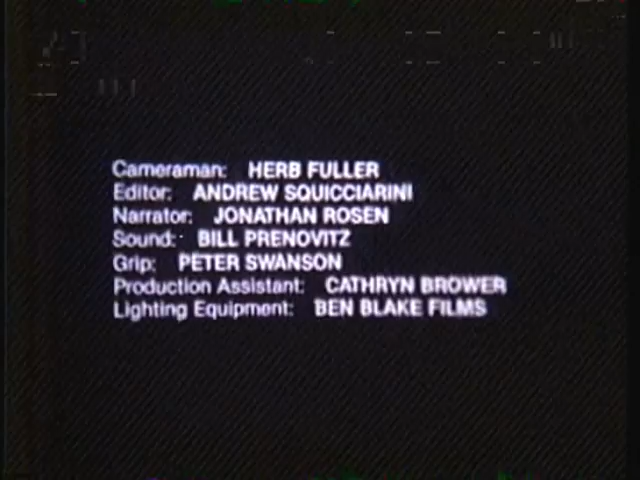 Cameraman: HERB FULLER
Editor: ANDREW SQUICCIARINI
Narrator: JONATHAN ROSEN
Sound: BILL PRENOVITZ
Grip: PETER SWANSON
Production Assistant: CATHRYN BROWER
Lighting Equipment: BEN BLAKE FILMS